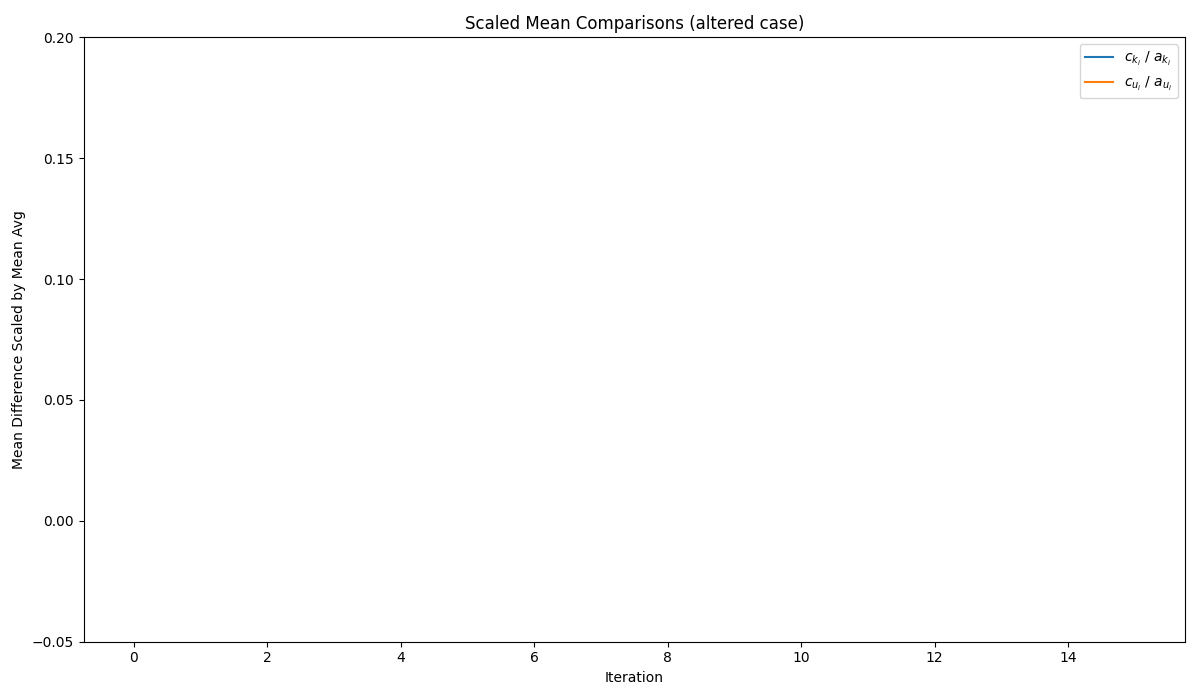 Scaled Mean Comparisons (altered case)
0.20
c_{k_i} / a_{k_i}
c_{u_i} / a_{u_i}
0.15
0.10
0.05
0.00
−0.05
Mean Difference Scaled by Mean Avg
0 2 4 6 8 10 12 14
Iteration